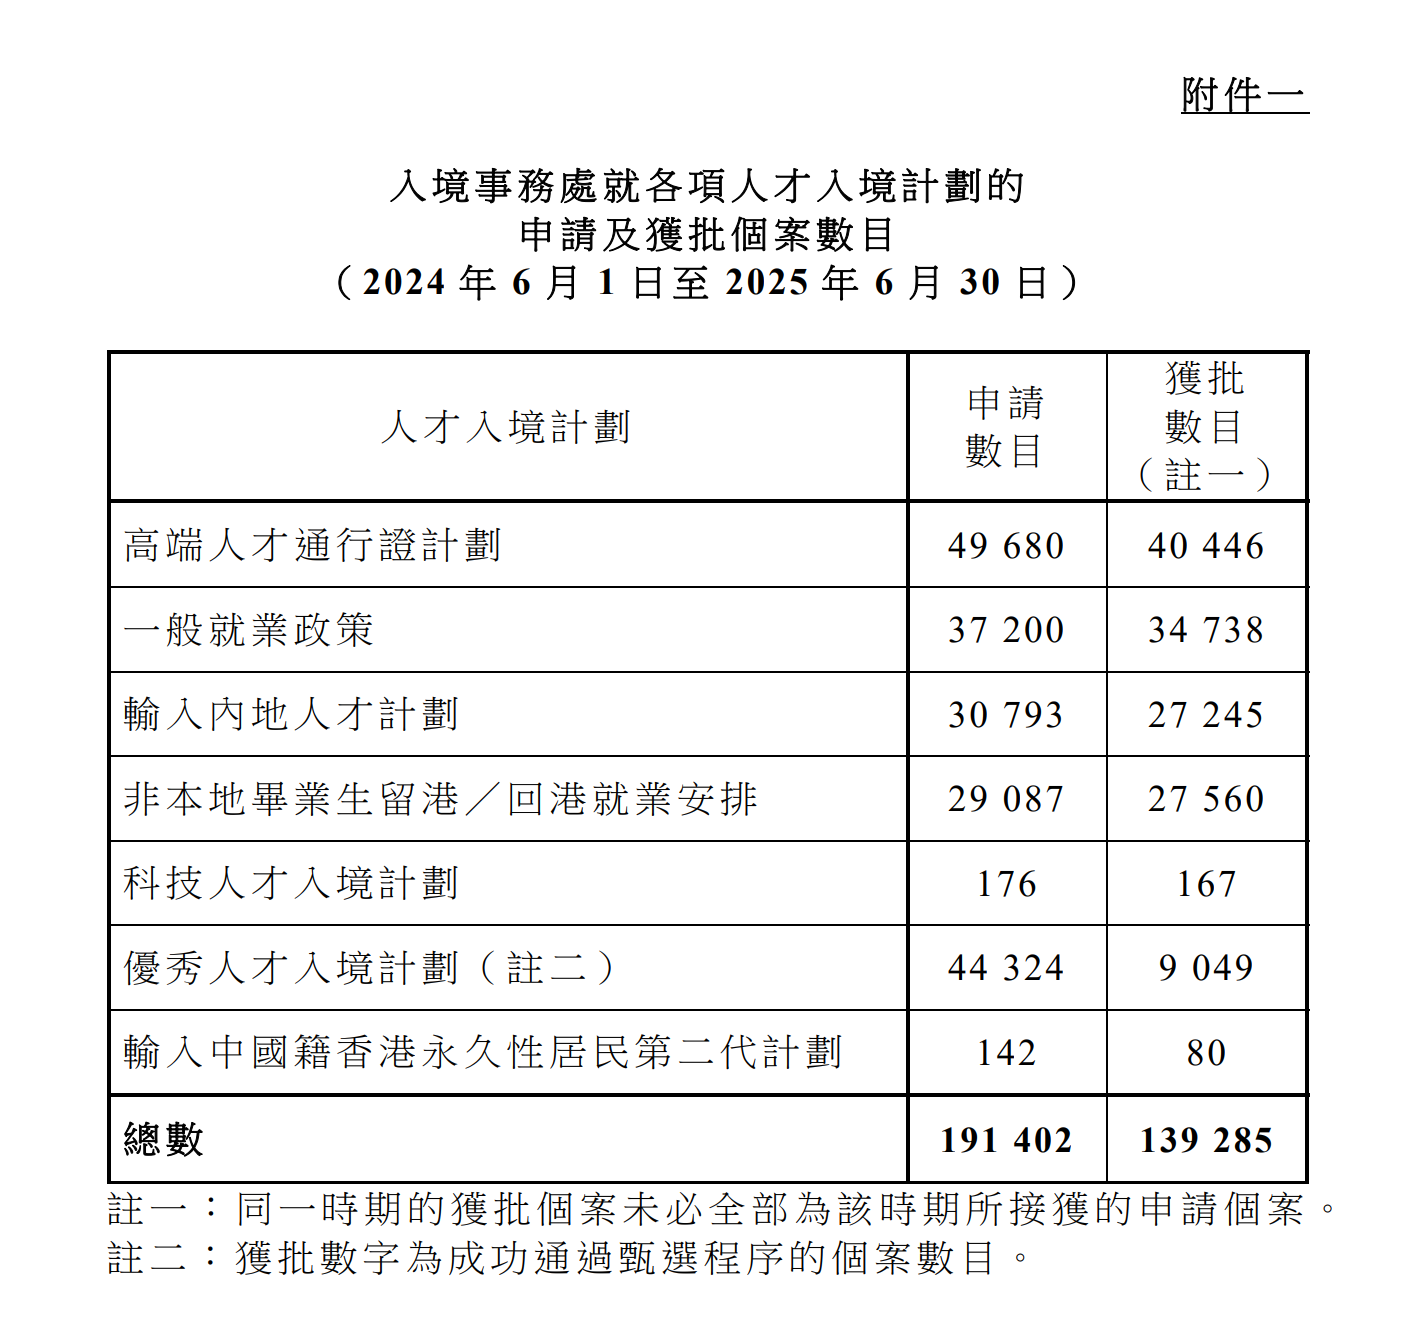 附件一
入境事務處就各項人才入境計劃的
申請及獲批個案數目
（2024 年 6 月 1 日至 2025 年 6 月 30 日）
人才入境計劃
申請
數目
獲批
數目
（註一）
高端人才通行證計劃 49 680 40 446
一般就業政策 37 200 34 738
輸入內地人才計劃 30 793 27 245
非本地畢業生留港／回港就業安排 29 087 27 560
科技人才入境計劃 176 167
優秀人才入境計劃（註二） 44 324 9 049
輸入中國籍香港永久性居民第二代計劃 142 80
總數 191 402 139 285
註一：同一時期的獲批個案未必全部為該時期所接獲的申請個案。
註二：獲批數字為成功通過甄選程序的個案數目。